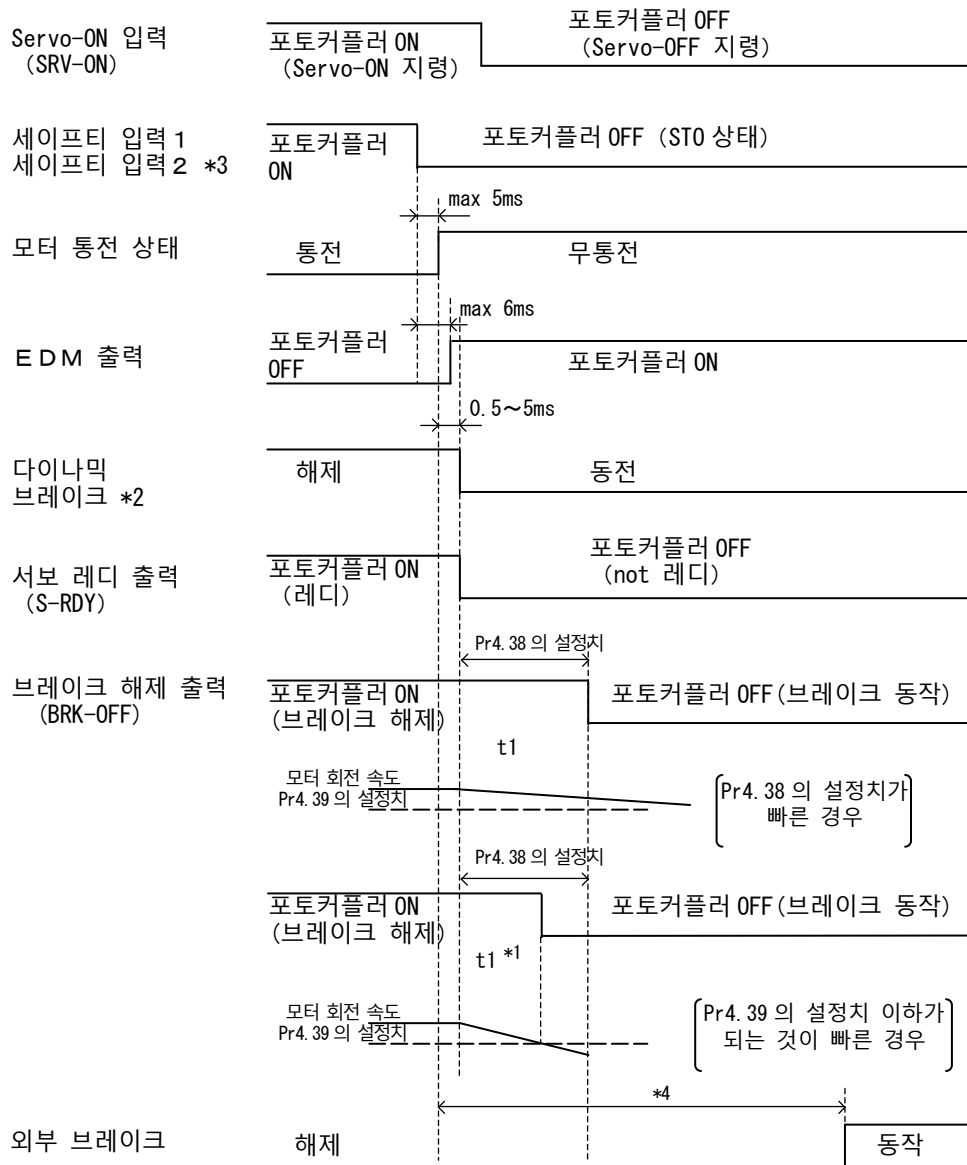 Servo-ON 입력
(SRV-ON)
포토커플러 ON
(Servo-ON 지령)
포토커플러 OFF
(Servo-OFF 지령)
세이프티 입력 1
세이프티 입력 2 *3
포토커플러
ON
포토커플러 OFF (STO 상태)
max 5ms
모터 통전 상태
통전
무통전
max 6ms
EDM 출력
포토커플러
OFF
포토커플러 ON
0.5~5ms
다이나믹
브레이크 *2
해제
동전
서보 레디 출력
(S-RDY)
포토커플러 ON
(레디)
포토커플러 OFF
(not 레디)
Pr4.38 의 설정치
브레이크 해제 출력
(BRK-OFF)
포토커플러 ON
(브레이크 해제)
포토커플러 OFF(브레이크 동작)
t1
모터 회전 속도
Pr4.39 의 설정치
Pr4.38 의 설정치가
빠른 경우
Pr4.38 의 설정치
포토커플러 ON
(브레이크 해제)
포토커플러 OFF(브레이크 동작)
t1 *1
모터 회전 속도
Pr4.39 의 설정치
Pr4.39 의 설정치 이하가
되는 것이 빠른 경우
*4
외부 브레이크
해제
동작